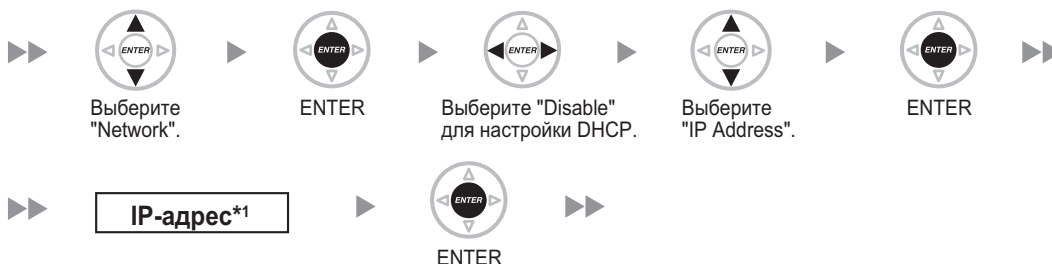 ENTER
ENTER
ENTER
ENTER
ENTER
Выберите
"Network".
ENTER
Выберите "Disable"
для настройки DHCP.
Выберите
"IP Address".
ENTER
IP-адрес*1
ENTER
ENTER